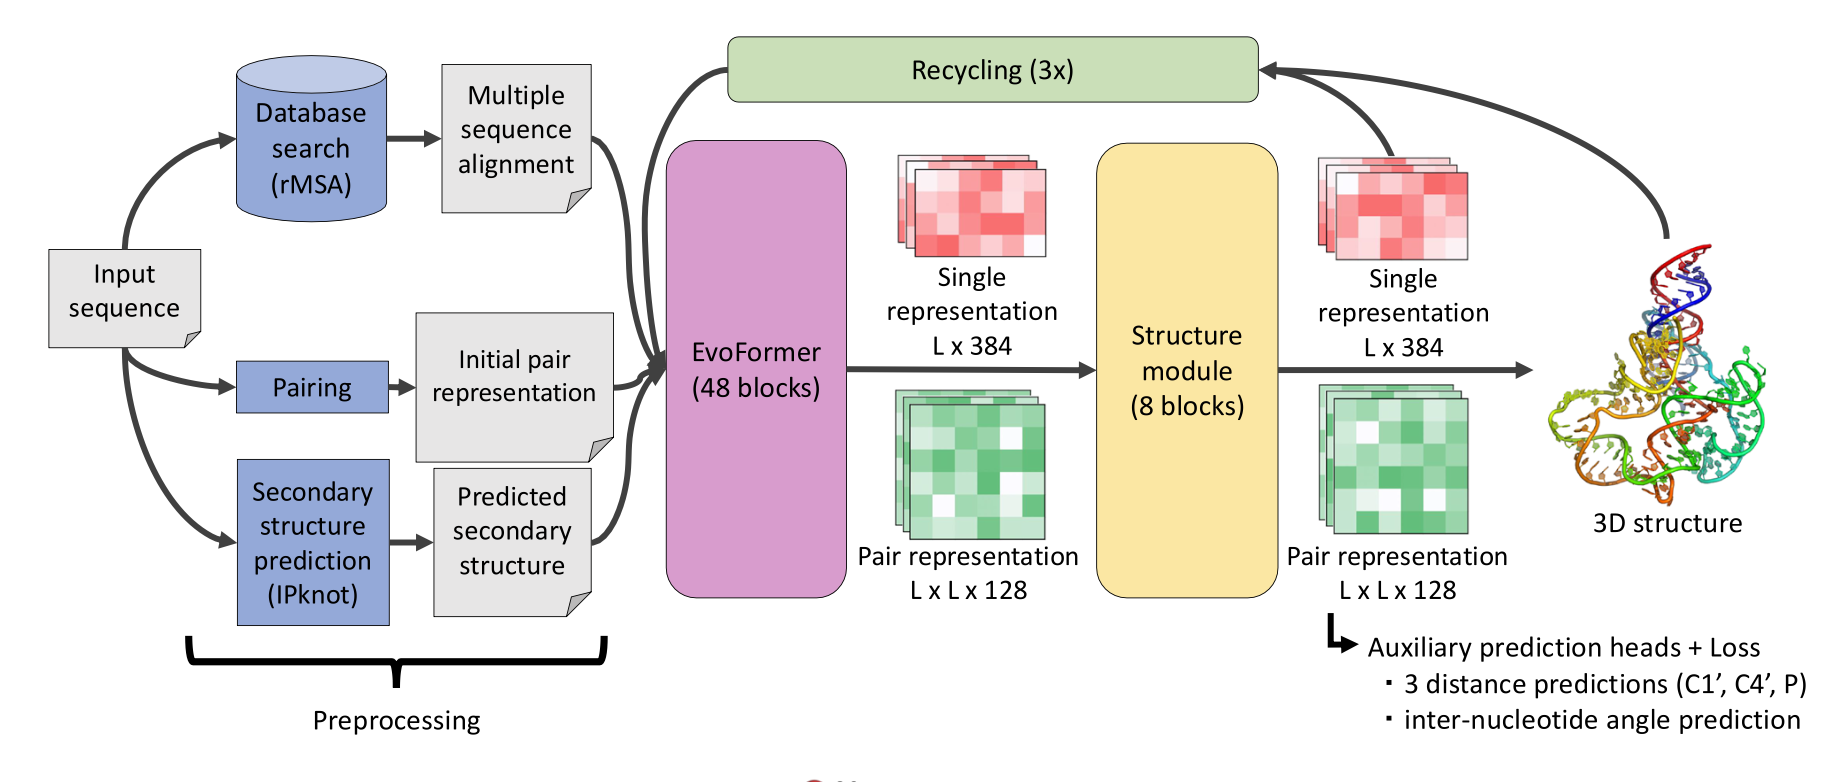 Recycling (3x)
Database
search
(rMSA)
Multiple
sequence
alignment
Input
sequence
Pairing
Initial pair
representation
Secondary
structure
prediction
(IPknot)
Predicted
secondary
structure
Preprocessing
EvoFormer
(48 blocks)
Single
representation
L x 384
Pair representation
L x L x 128
Structure
module
(8 blocks)
Single
representation
L x 384
Pair representation
L x L x 128
3D structure
Auxiliary prediction heads + Loss
・3 distance predictions (C1’, C4’, P)
・inter-nucleotide angle prediction